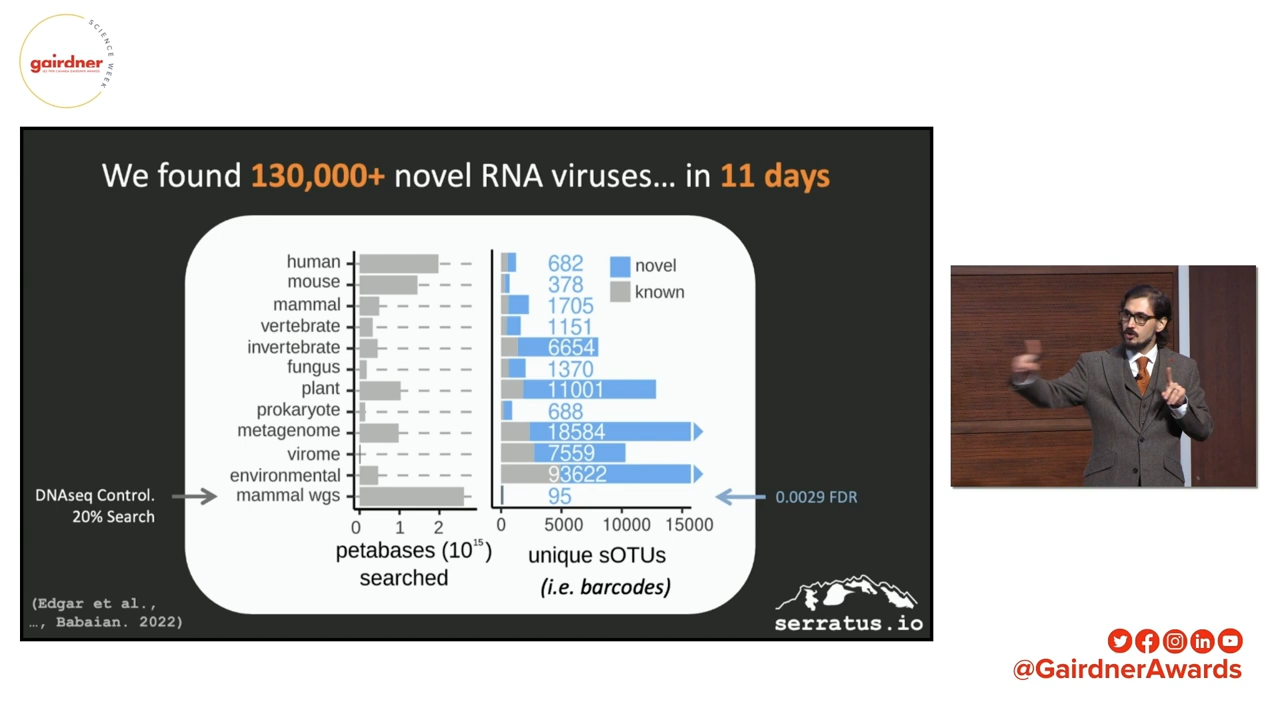 SCIENCE WEEK
gairdner
We found 130,000+ novel RNA viruses... in 11 days
human
mouse
mammal
vertebrate
invertebrate
fungus
plant
prokaryote
metagenome
virome
environmental
mammal wgs
0 1 2
petabases (10¹⁵)
searched
682
378
1705
1151
6654
1370
11001
688
18584
7559
93622
95
novel
known
0 5000 10000 15000
unique sOTUs
(i.e. barcodes)
DNAseq Control.
20% Search
0.0029 FDR
(Edgar et al.,
…, Babaian. 2022)
serratus.io
@GairdnerAwards